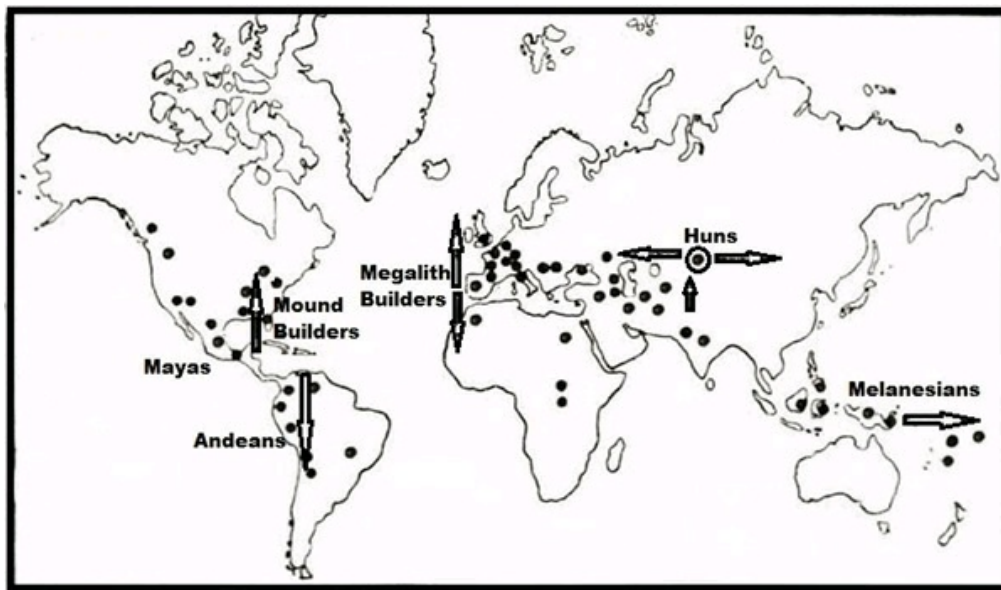 Huns
Megalith
Builders
Mound
Builders
Mayas
Melanesians
Andeans